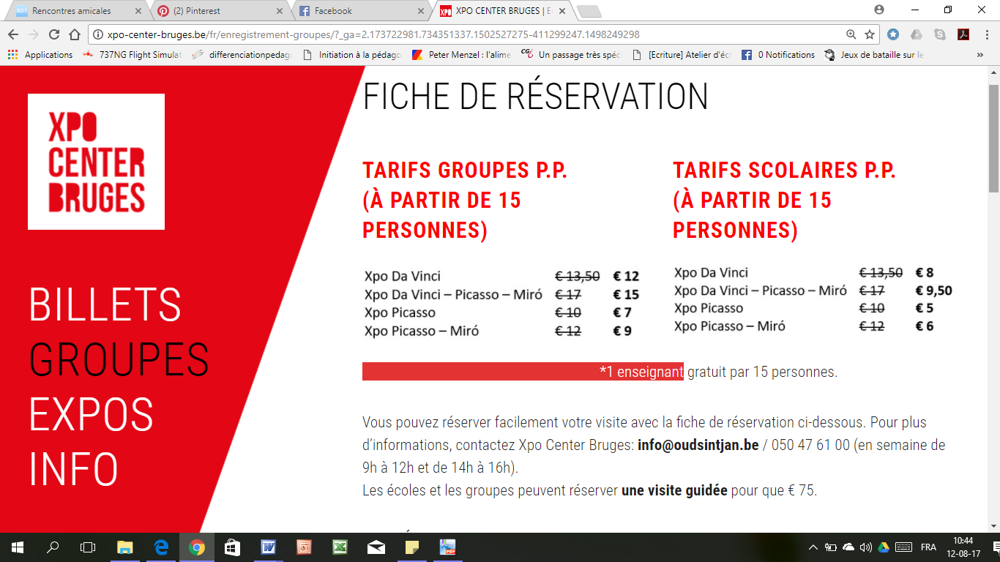 Rencontres amicales
(2) Pinterest
Facebook
XPO CENTER BRUGES | E
xpo-center-bruges.be/fr/enregistrement-groupes/?_ga=2.173722981.734351337.1502527275-411299247.1498249298
Applications
737NG Flight Simulat
differenciationpedag
Initiation à la pédago
Peter Menzel : l'alime
Un passage très spéc
[Ecriture] Atelier d'éc
0 Notifications
Jeux de bataille sur le
»
XPO
CENTER
BRUGES
BILLETS
GROUPES
EXPOS
INFO
FICHE DE RÉSERVATION
TARIFS GROUPES P.P.
(À PARTIR DE 15
PERSONNES)
Xpo Da Vinci € 13,50 € 12
Xpo Da Vinci – Picasso – Miró € 17 € 15
Xpo Picasso € 10 € 7
Xpo Picasso – Miró € 12 € 9
TARIFS SCOLAIRES P.P.
(À PARTIR DE 15
PERSONNES)
Xpo Da Vinci € 13,50 € 8
Xpo Da Vinci – Picasso – Miró € 17 € 9,50
Xpo Picasso € 10 € 5
Xpo Picasso – Miró € 12 € 6
*1 enseignant gratuit par 15 personnes.
Vous pouvez réserver facilement votre visite avec la fiche de réservation ci-dessous. Pour plus
d'informations, contactez Xpo Center Bruges: info@oudsintjan.be / 050 47 61 00 (en semaine de
9h à 12h et de 14h à 16h).
Les écoles et les groupes peuvent réserver une visite guidée pour que € 75.
FRA
10:44
12-08-17